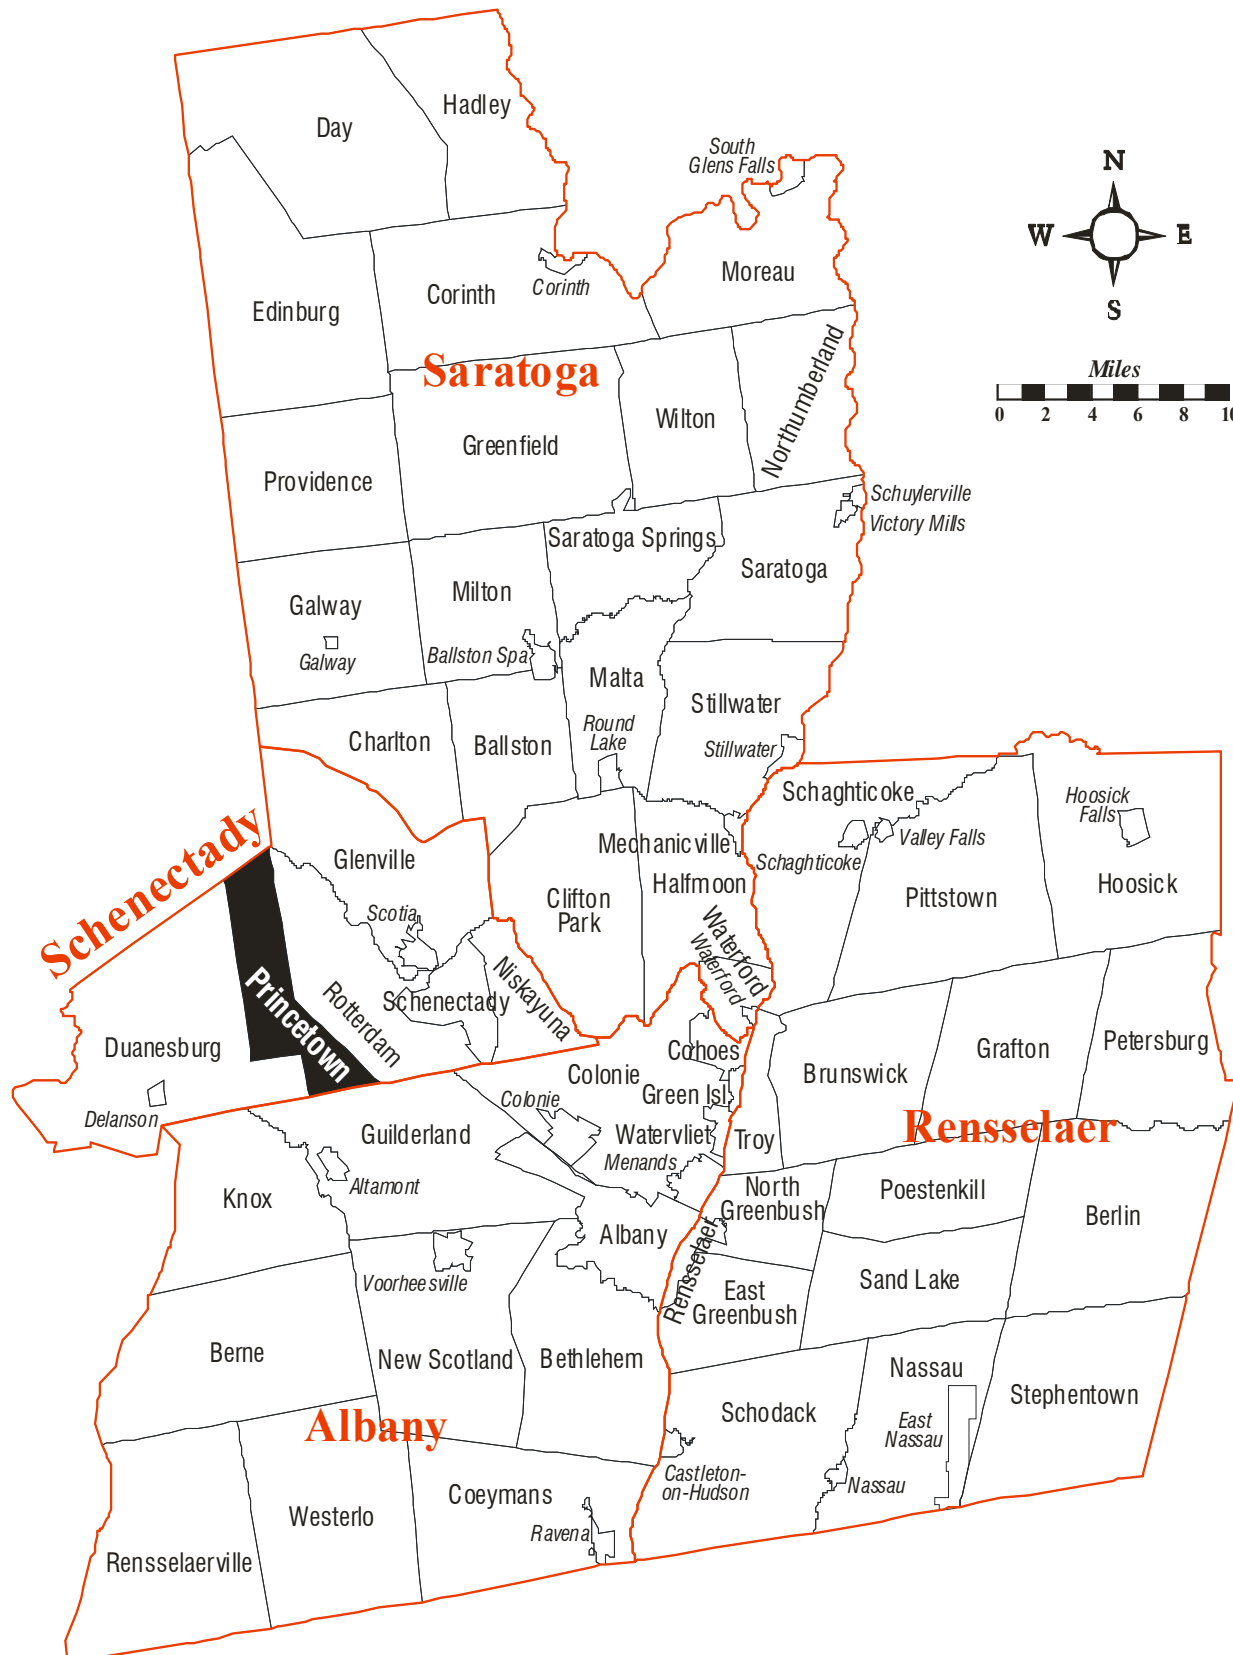 Hadley
Day
South
Glens Falls
N
W
E
S
Moreau
Corinth
Corinth
Edinburg
Miles
0 2 4 6 8 10
Saratoga
Northumberland
Wilton
Greenfield
Providence
Schuylerville
Victory Mills
Saratoga Springs
Saratoga
Milton
Galway
Galway
Ballston Spa
Malta
Stillwater
Round
Lake
Stillwater
Charlton
Ballston
Schaghticoke
Hoosick
Falls
Schenectady
Mechanicville
Schaghticoke
Valley Falls
Glenville
Halfmoon
Hoosick
Pittstown
Clifton
Park
Scotia
Waterford
Waterford
Niskayuna
Schenectady
Princetown
Rotterdam
Duanesburg
Cohoes
Grafton
Petersburg
Colonie
Brunswick
Green Isl.
Colonie
Delanson
Rensselaer
Guilderland
Watervliet
Troy
Menands
Altamont
Knox
North
Greenbush
Poestenkill
Berlin
Albany
Rensselaer
Voorheesville
Sand Lake
East
Greenbush
Berne
New Scotland
Bethlehem
Nassau
Stephentown
Albany
Schodack
East
Nassau
Castleton-
on-Hudson
Nassau
Coeymans
Westerlo
Ravena
Rensselaerville